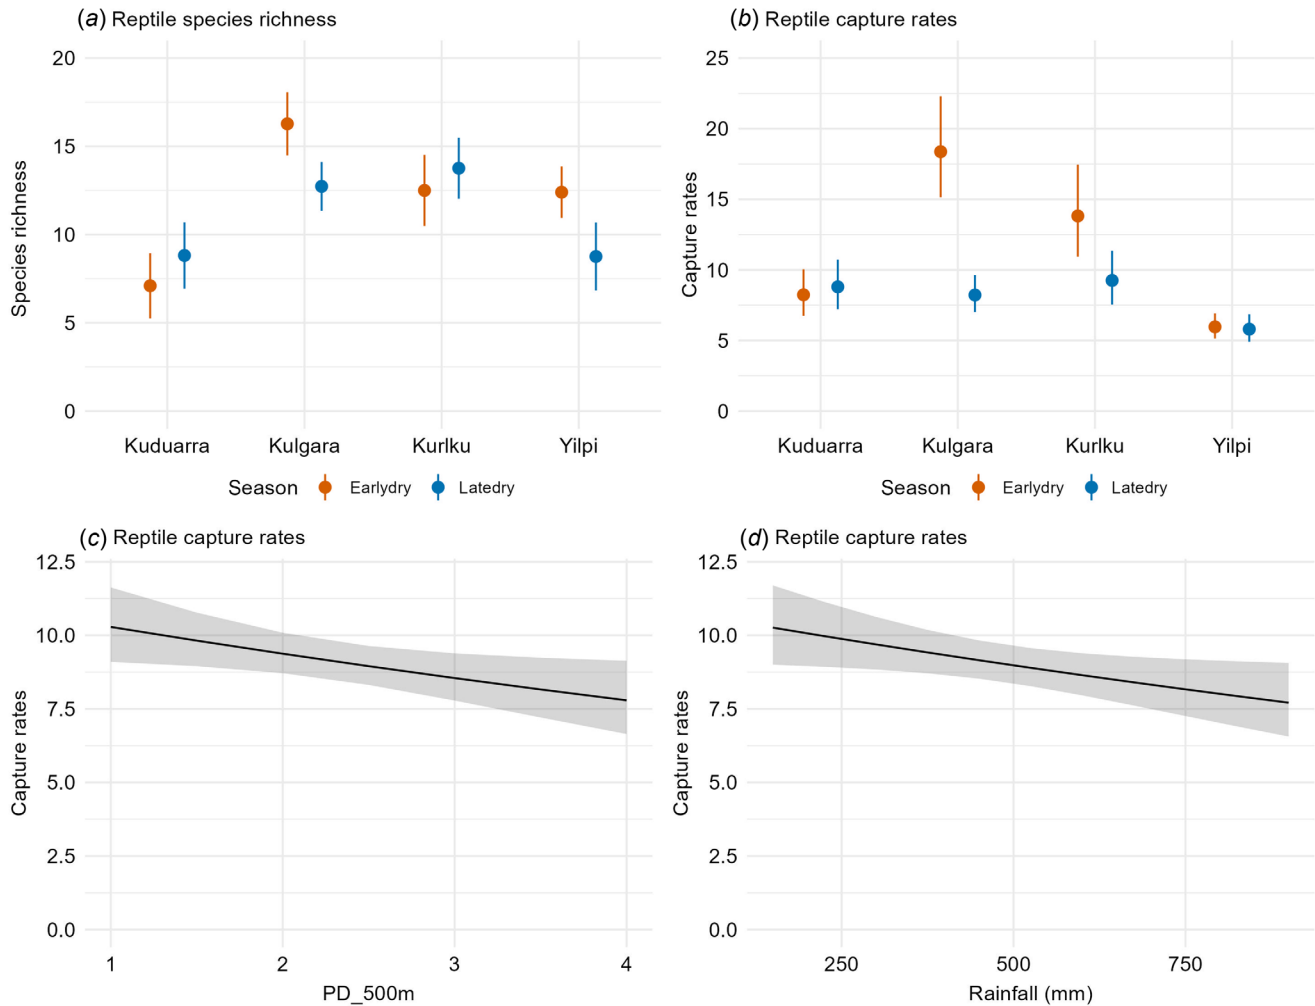 (a) Reptile species richness
20
15
10
5
0
Species richness
Kuduarra Kulgara Kurlku Yilpi
Season Earlydry Latedry
(b) Reptile capture rates
25
20
15
10
5
0
Capture rates
Kuduarra Kulgara Kurlku Yilpi
Season Earlydry Latedry
(c) Reptile capture rates
12.5
10.0
7.5
5.0
2.5
0.0
Capture rates
1 2 3 4
PD_500m
(d) Reptile capture rates
12.5
10.0
7.5
5.0
2.5
0.0
Capture rates
250 500 750
Rainfall (mm)